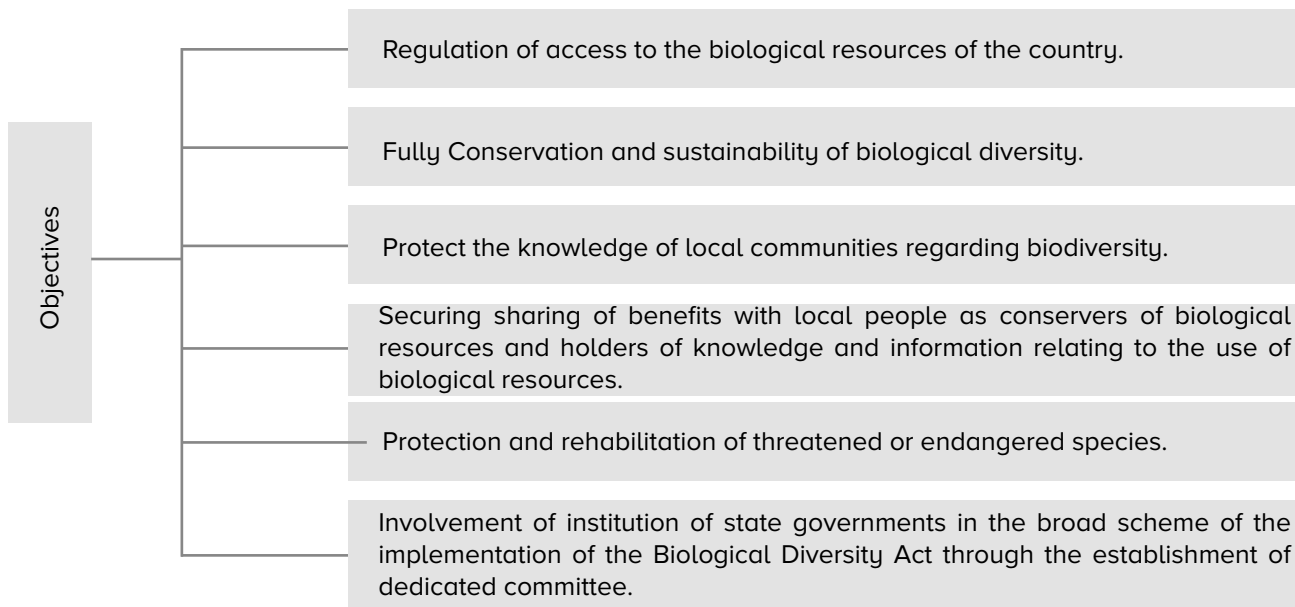 Objectives
Regulation of access to the biological resources of the country.
Fully Conservation and sustainability of biological diversity.
Protect the knowledge of local communities regarding biodiversity.
Securing sharing of benefits with local people as conservers of biological
resources and holders of knowledge and information relating to the use of
biological resources.
Protection and rehabilitation of threatened or endangered species.
Involvement of institution of state governments in the broad scheme of the
implementation of the Biological Diversity Act through the establishment of
dedicated committee.